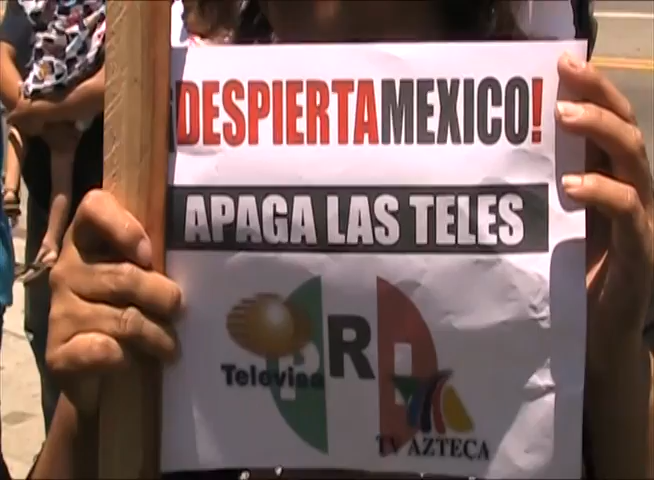 ¡DESPIERTAMEXICO!
APAGA LAS TELES
PRI
Televisa
TV AZTECA